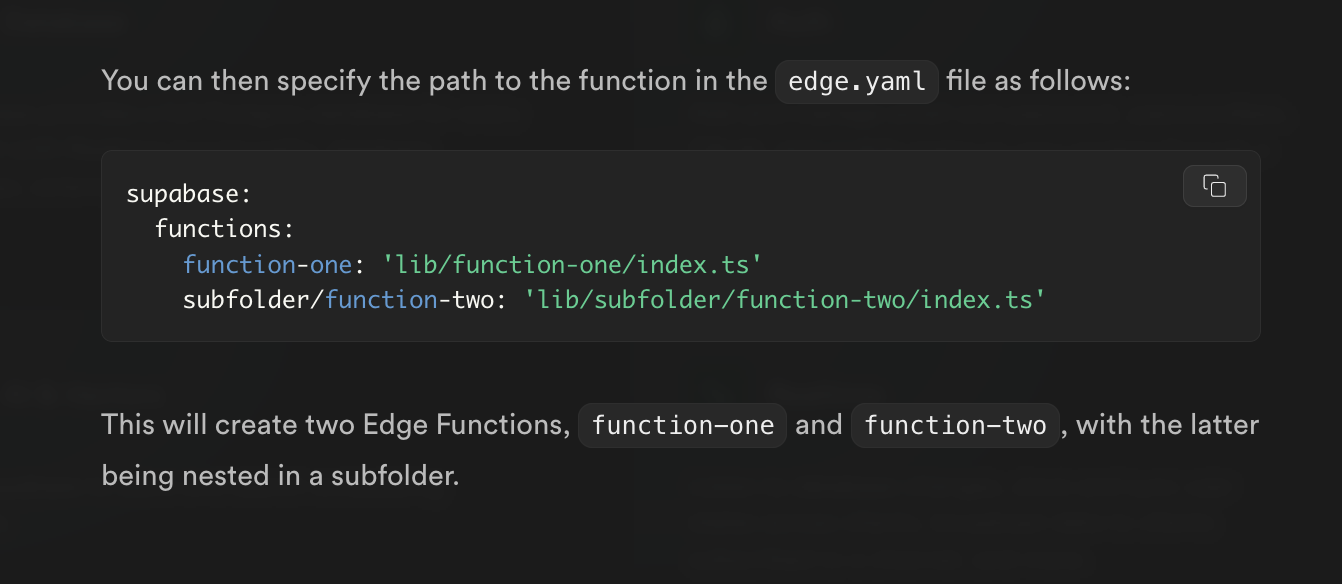 You can then specify the path to the function in the edge.yaml file as follows:
supabase:
  functions:
    function-one: 'lib/function-one/index.ts'
    subfolder/function-two: 'lib/subfolder/function-two/index.ts'
This will create two Edge Functions, function-one and function-two, with the latter
being nested in a subfolder.